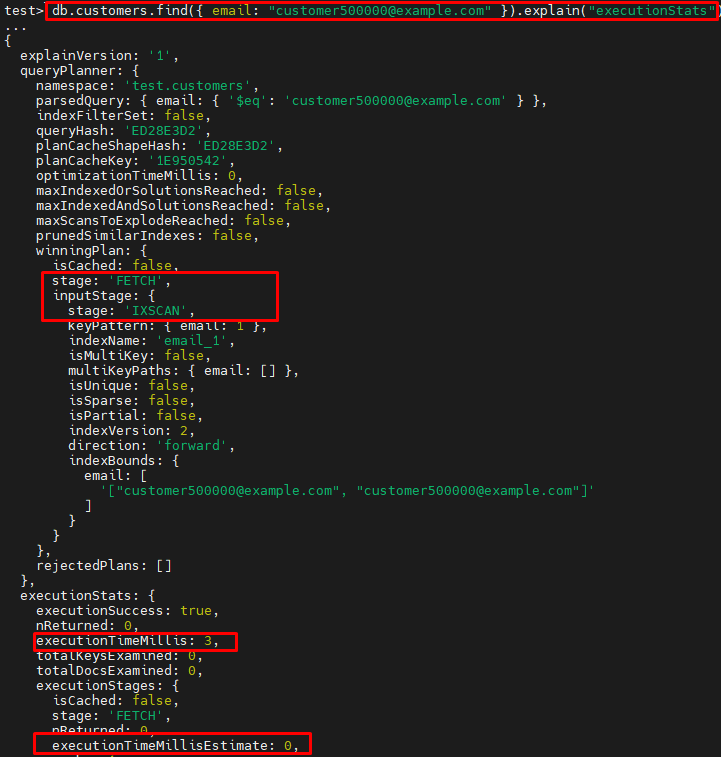 test> db.customers.find({ email: "customer500000@example.com" }).explain("executionStats")
...
{
  explainVersion: '1',
  queryPlanner: {
    namespace: 'test.customers',
    parsedQuery: { email: { '$eq': 'customer500000@example.com' } },
    indexFilterSet: false,
    queryHash: 'ED28E3D2',
    planCacheShapeHash: 'ED28E3D2',
    planCacheKey: '1E950542',
    optimizationTimeMillis: 0,
    maxIndexedOrSolutionsReached: false,
    maxIndexedAndSolutionsReached: false,
    maxScansToExplodeReached: false,
    prunedSimilarIndexes: false,
    winningPlan: {
      isCached: false,
      stage: 'FETCH',
      inputStage: {
        stage: 'IXSCAN',
        keyPattern: { email: 1 },
        indexName: 'email_1',
        isMultiKey: false,
        multiKeyPaths: { email: [] },
        isUnique: false,
        isSparse: false,
        isPartial: false,
        indexVersion: 2,
        direction: 'forward',
        indexBounds: {
          email: [
            '["customer500000@example.com", "customer500000@example.com"]'
          ]
        }
      }
    },
    rejectedPlans: []
  },
  executionStats: {
    executionSuccess: true,
    nReturned: 0,
    executionTimeMillis: 3,
    totalKeysExamined: 0,
    totalDocsExamined: 0,
    executionStages: {
      isCached: false,
      stage: 'FETCH',
      nReturned: 0,
      executionTimeMillisEstimate: 0,